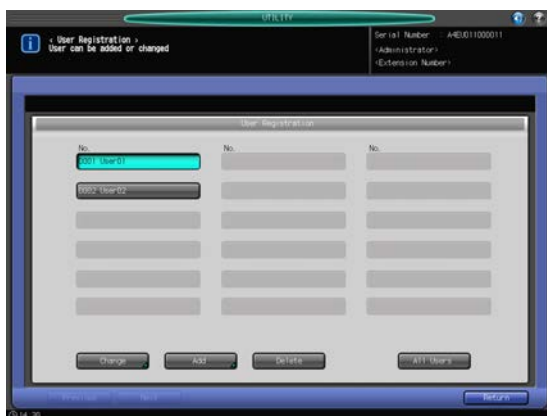 UTILITY
‹ User Registration ›
User can be added or changed
Serial Number : A4EU011000011
‹Administrator›
‹Extension Number›
User Registration
No. No. No.
0001 User01
0002 User02
Change Add Delete All Users
Previous Next Return
14:30